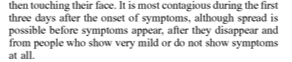 then touching their face. It is most contagious during the first
three days after the onset of symptoms, although spread is
possible before symptoms appear, after they disappear and
from people who show very mild or do not show symptoms
at all.